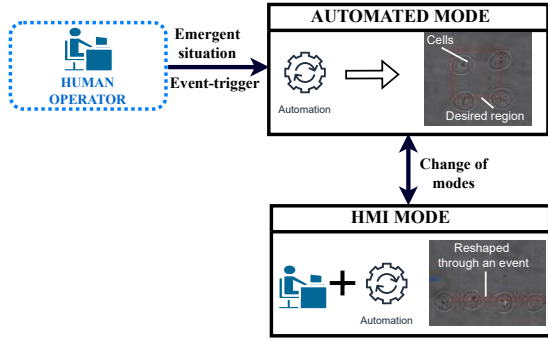 HUMAN
OPERATOR
Emergent
situation
Event-trigger
AUTOMATED MODE
Automation
Cells
Desired region
Change of
modes
HMI MODE
Automation
Reshaped
through an event